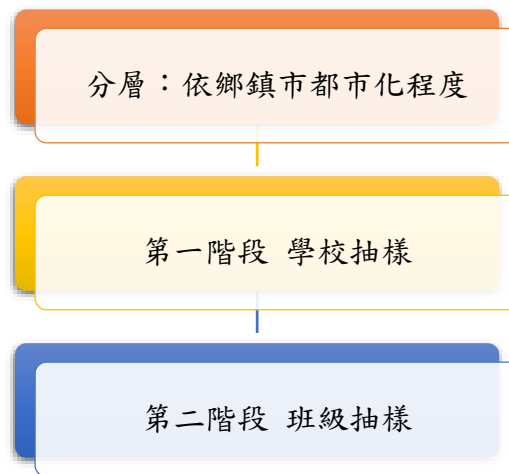 分層：依鄉鎮市都市化程度
第一階段 學校抽樣
第二階段 班級抽樣